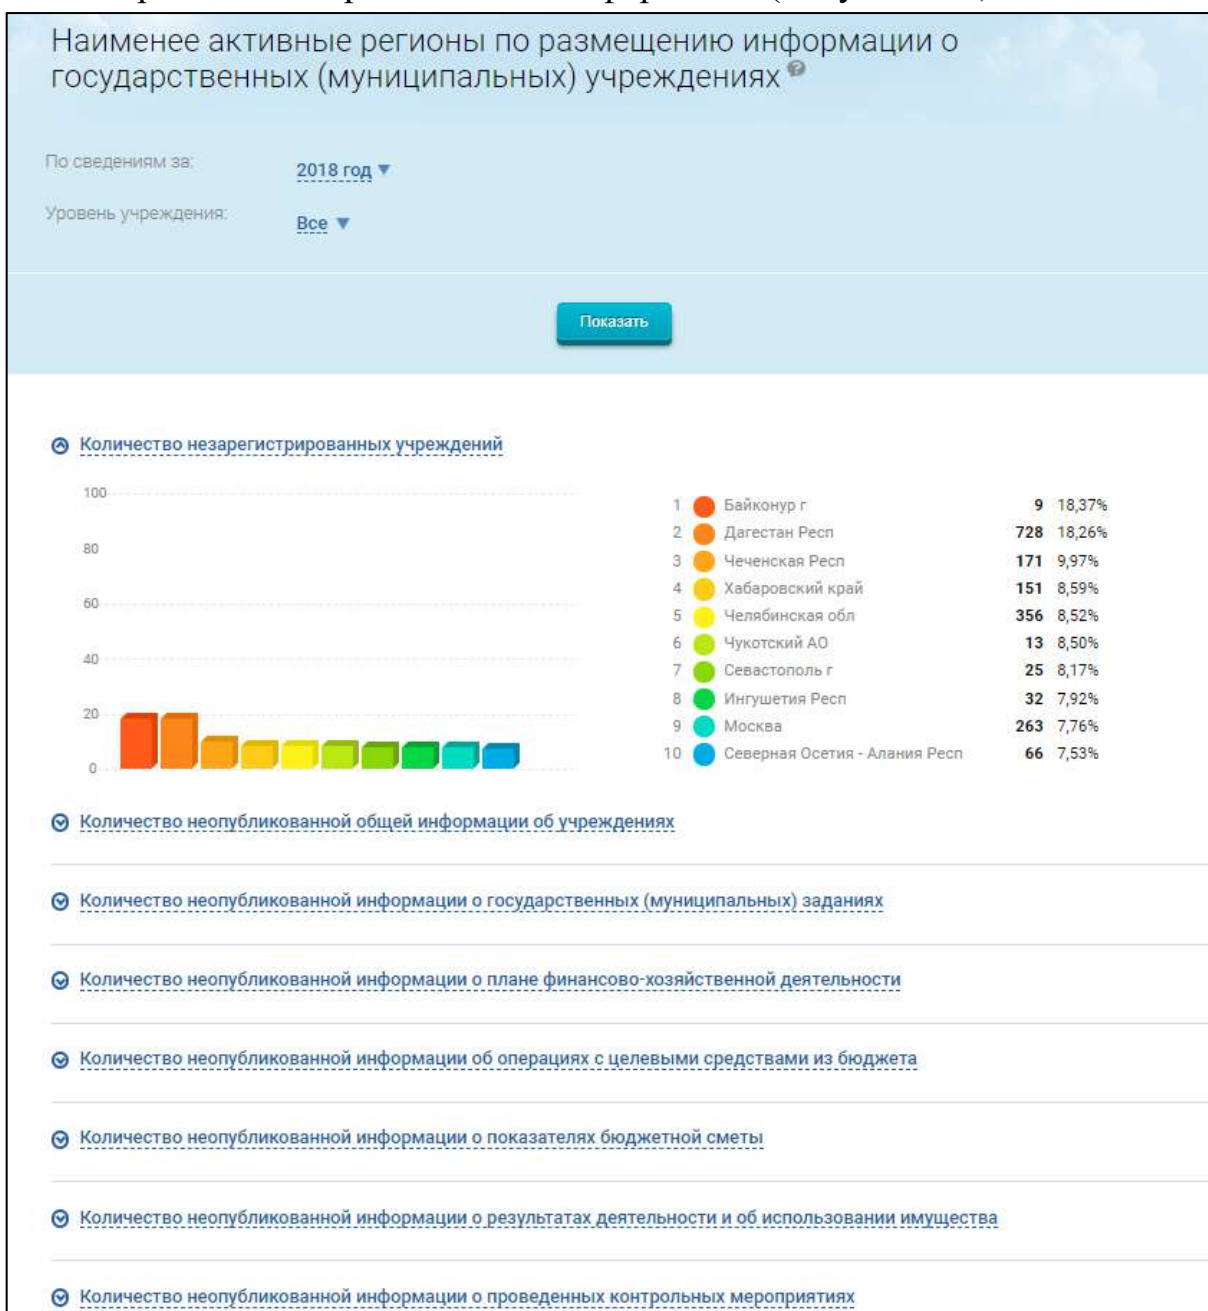 Наименее активные регионы по размещению информации о
государственных (муниципальных) учреждениях
По сведениям за: 2018 год
Уровень учреждения: Все
Показать
Количество незарегистрированных учреждений
100
80
60
40
20
0
1 Байконур г 9 18,37%
2 Дагестан Респ 728 18,26%
3 Чеченская Респ 171 9,97%
4 Хабаровский край 151 8,59%
5 Челябинская обл 356 8,52%
6 Чукотский АО 13 8,50%
7 Севастополь г 25 8,17%
8 Ингушетия Респ 32 7,92%
9 Москва 263 7,76%
10 Северная Осетия - Алания Респ 66 7,53%
Количество неопубликованной общей информации об учреждениях
Количество неопубликованной информации о государственных (муниципальных) заданиях
Количество неопубликованной информации о плане финансово-хозяйственной деятельности
Количество неопубликованной информации об операциях с целевыми средствами из бюджета
Количество неопубликованной информации о показателях бюджетной сметы
Количество неопубликованной информации о результатах деятельности и об использовании имущества
Количество неопубликованной информации о проведенных контрольных мероприятиях